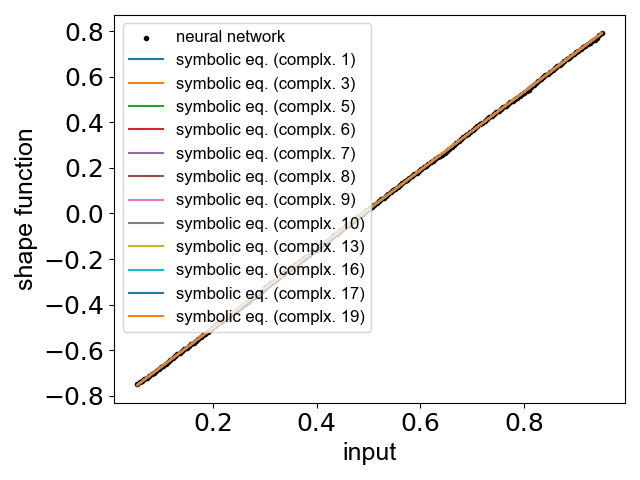 0.8
0.6
0.4
0.2
0.0
−0.2
−0.4
−0.6
−0.8
shape function
neural network
symbolic eq. (complx. 1)
symbolic eq. (complx. 3)
symbolic eq. (complx. 5)
symbolic eq. (complx. 6)
symbolic eq. (complx. 7)
symbolic eq. (complx. 8)
symbolic eq. (complx. 9)
symbolic eq. (complx. 10)
symbolic eq. (complx. 13)
symbolic eq. (complx. 16)
symbolic eq. (complx. 17)
symbolic eq. (complx. 19)
0.2 0.4 0.6 0.8
input